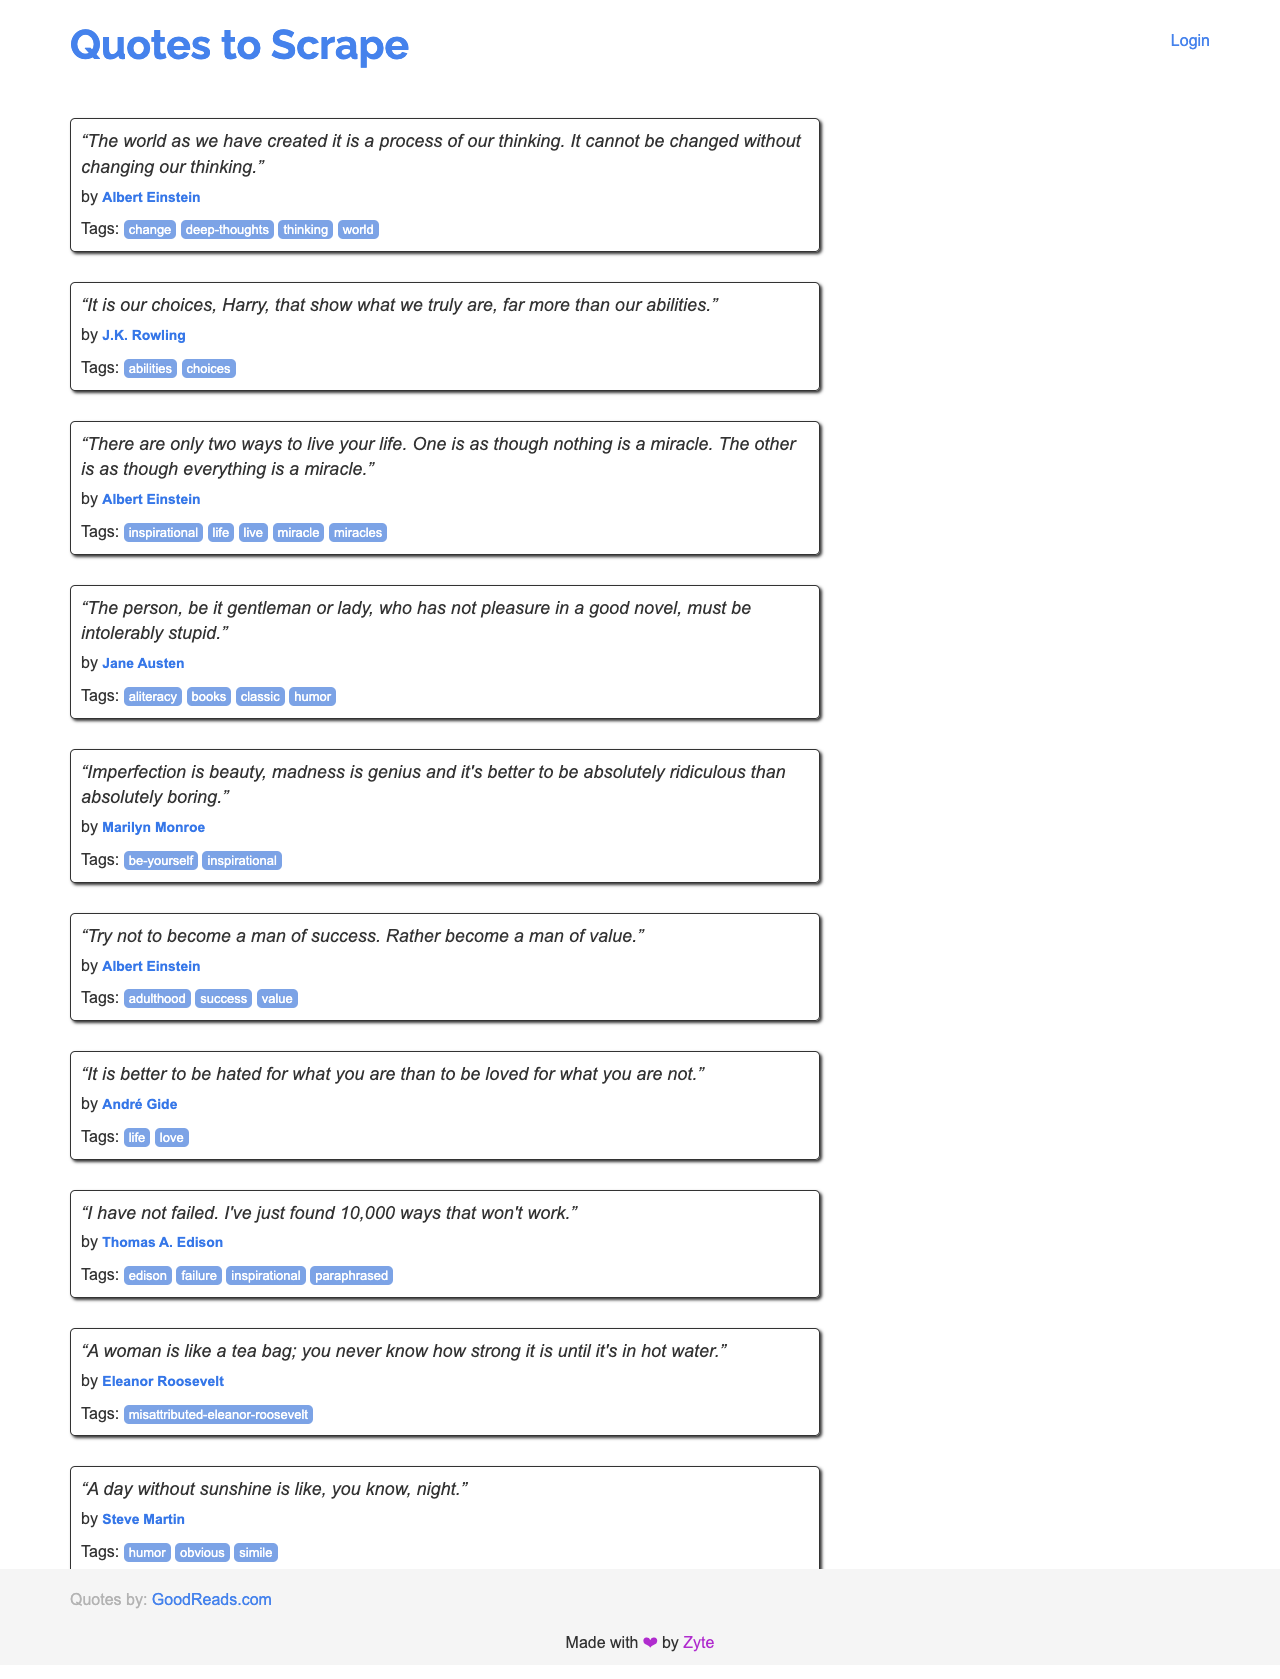 Quotes to Scrape
Login
“The world as we have created it is a process of our thinking. It cannot be changed without
changing our thinking.”
by Albert Einstein
Tags: change deep-thoughts thinking world
“It is our choices, Harry, that show what we truly are, far more than our abilities.”
by J.K. Rowling
Tags: abilities choices
“There are only two ways to live your life. One is as though nothing is a miracle. The other
is as though everything is a miracle.”
by Albert Einstein
Tags: inspirational life live miracle miracles
“The person, be it gentleman or lady, who has not pleasure in a good novel, must be
intolerably stupid.”
by Jane Austen
Tags: aliteracy books classic humor
“Imperfection is beauty, madness is genius and it's better to be absolutely ridiculous than
absolutely boring.”
by Marilyn Monroe
Tags: be-yourself inspirational
“Try not to become a man of success. Rather become a man of value.”
by Albert Einstein
Tags: adulthood success value
“It is better to be hated for what you are than to be loved for what you are not.”
by André Gide
Tags: life love
“I have not failed. I've just found 10,000 ways that won't work.”
by Thomas A. Edison
Tags: edison failure inspirational paraphrased
“A woman is like a tea bag; you never know how strong it is until it's in hot water.”
by Eleanor Roosevelt
Tags: misattributed-eleanor-roosevelt
“A day without sunshine is like, you know, night.”
by Steve Martin
Tags: humor obvious simile
Quotes by: GoodReads.com
Made with ❤ by Zyte